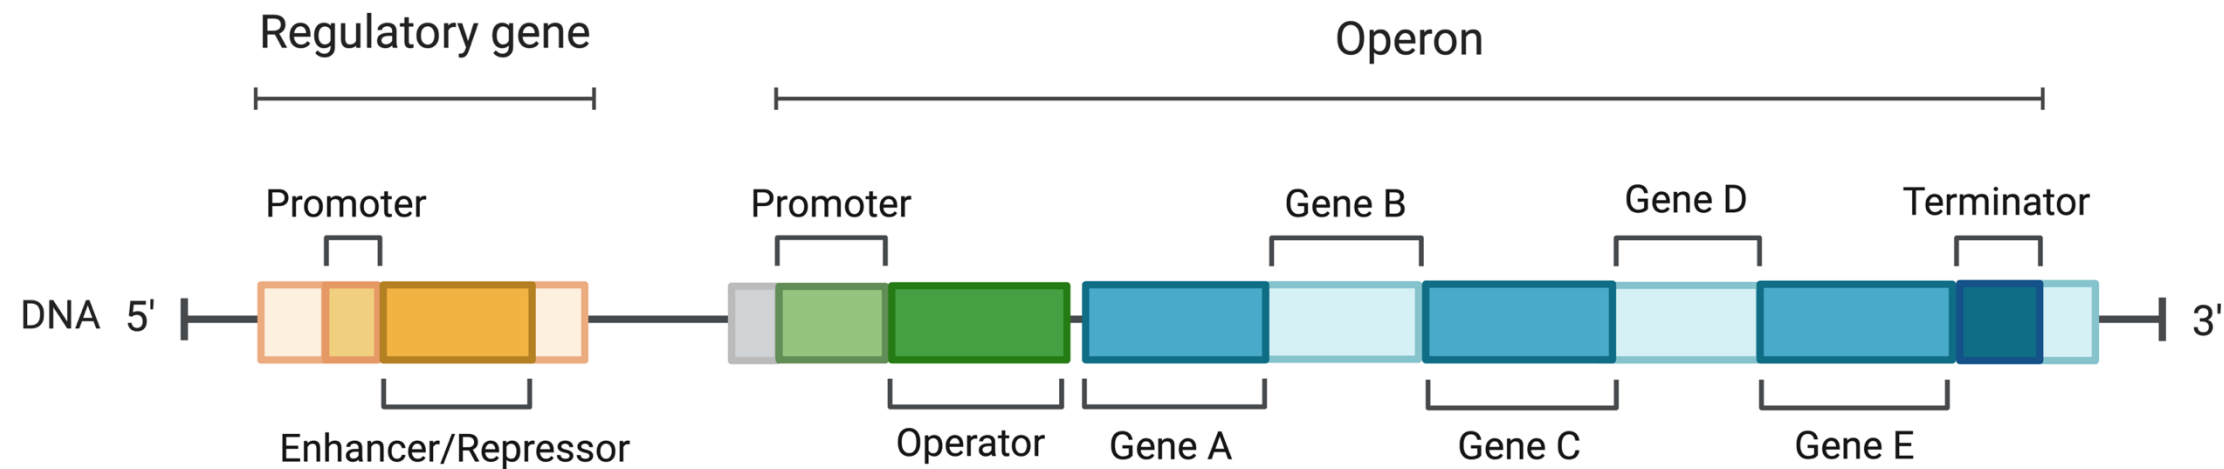 Regulatory gene
Operon
Promoter
Promoter
Gene B
Gene D
Terminator
DNA 5'
3'
Enhancer/Repressor
Operator
Gene A
Gene C
Gene E